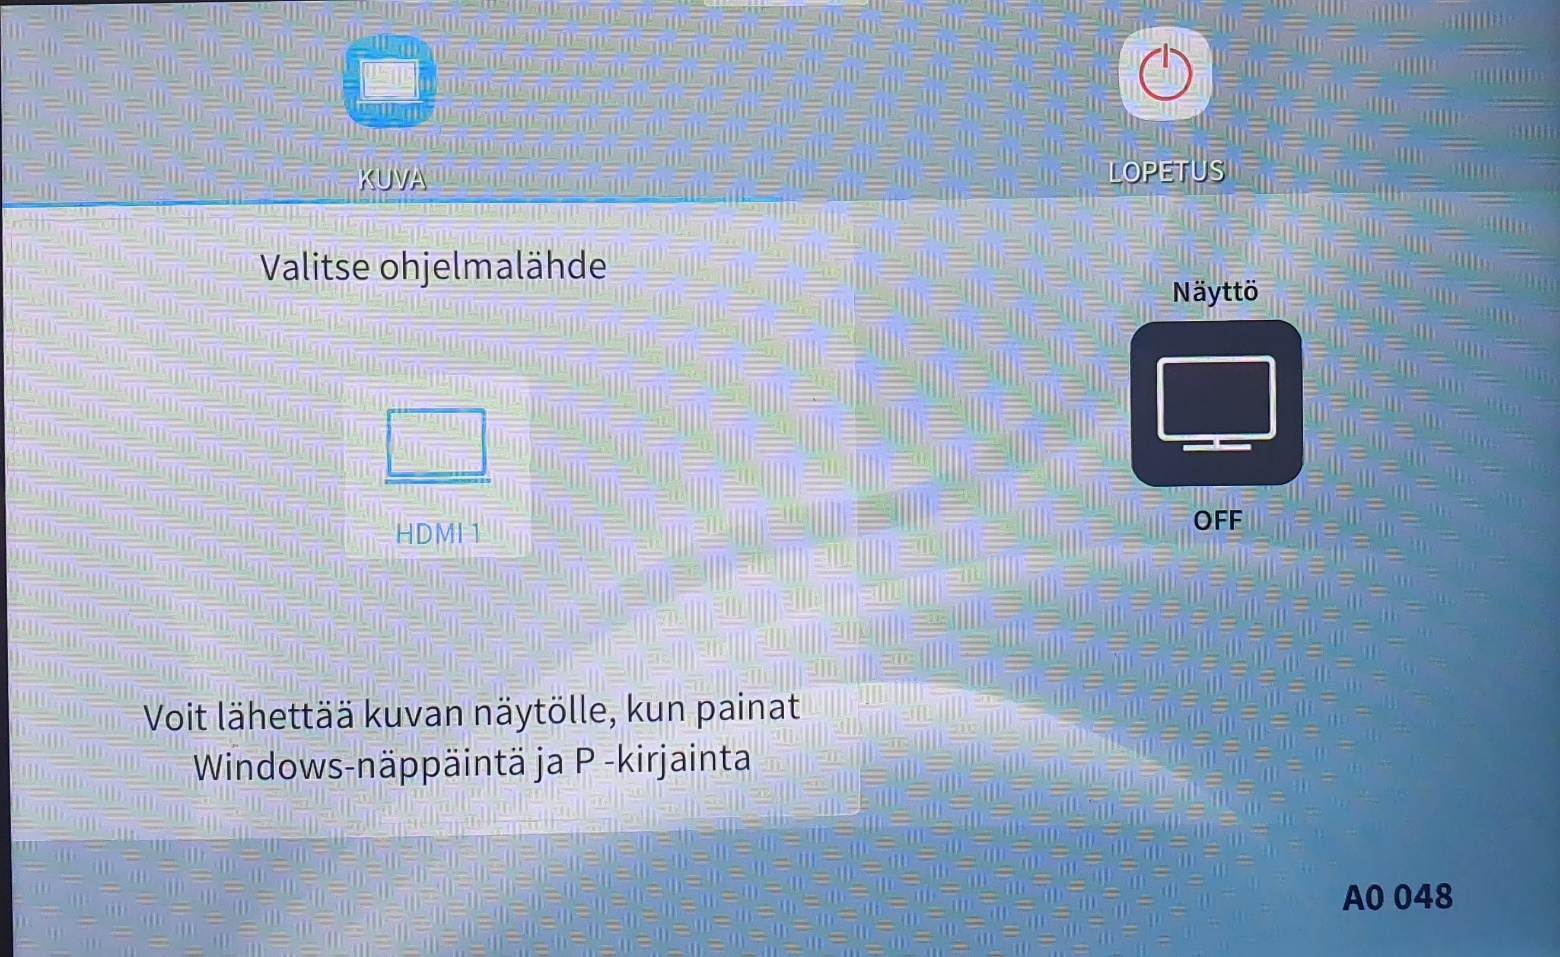 KUVA
LOPETUS
Valitse ohjelmalähde
Näyttö
HDMI 1
OFF
Voit lähettää kuvan näytölle, kun painat
Windows-näppäintä ja P -kirjainta
A0 048